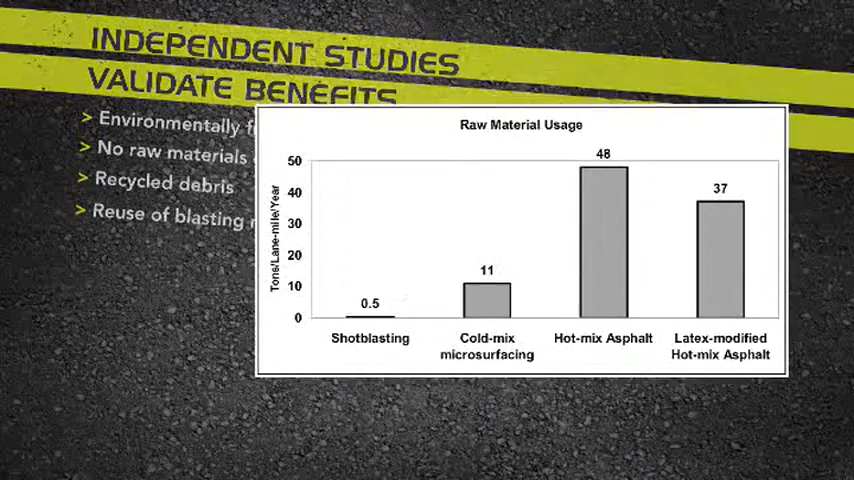 INDEPENDENT STUDIES
VALIDATE BENEFITS
> Environmentally
> No raw materials
> Recycled debris
> Reuse of blasting
Raw Material Usage
Tons/Lane-mile/Year
50
40
30
20
10
0
0.5
11
48
37
Shotblasting
Cold-mix
microsurfacing
Hot-mix Asphalt
Latex-modified
Hot-mix Asphalt